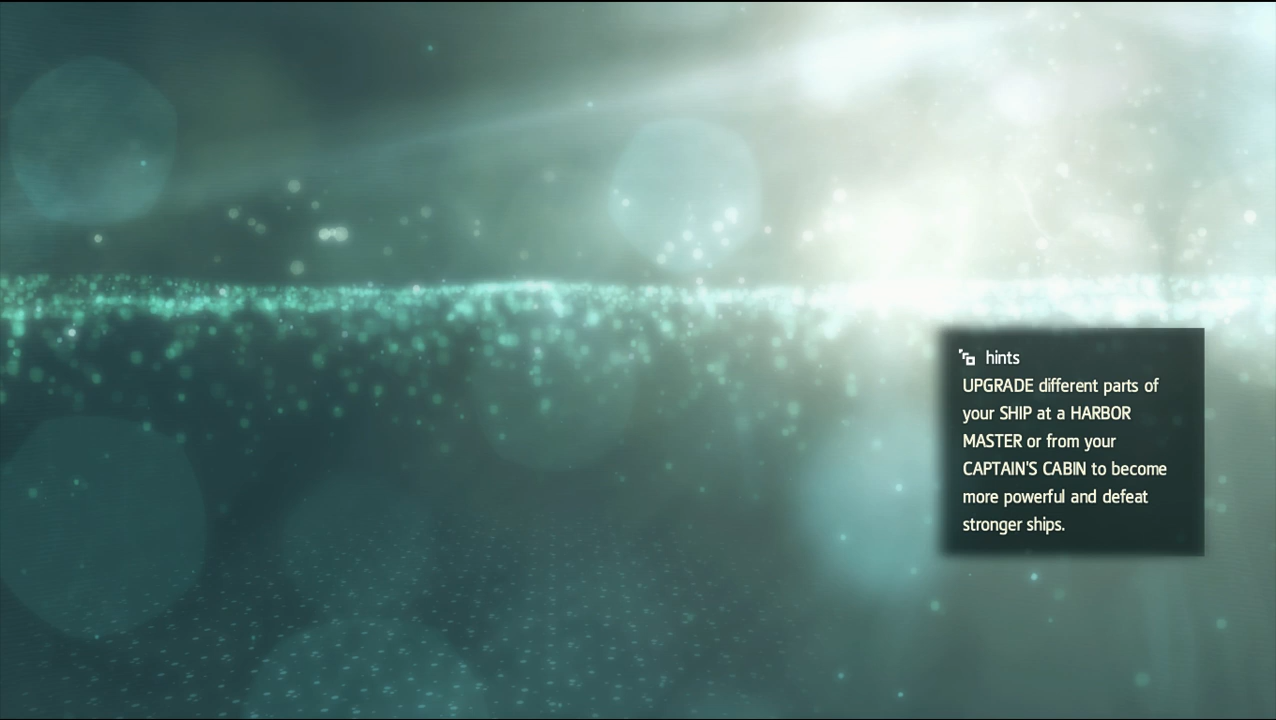 hints
UPGRADE different parts of
your SHIP at a HARBOR
MASTER or from your
CAPTAIN'S CABIN to become
more powerful and defeat
stronger ships.